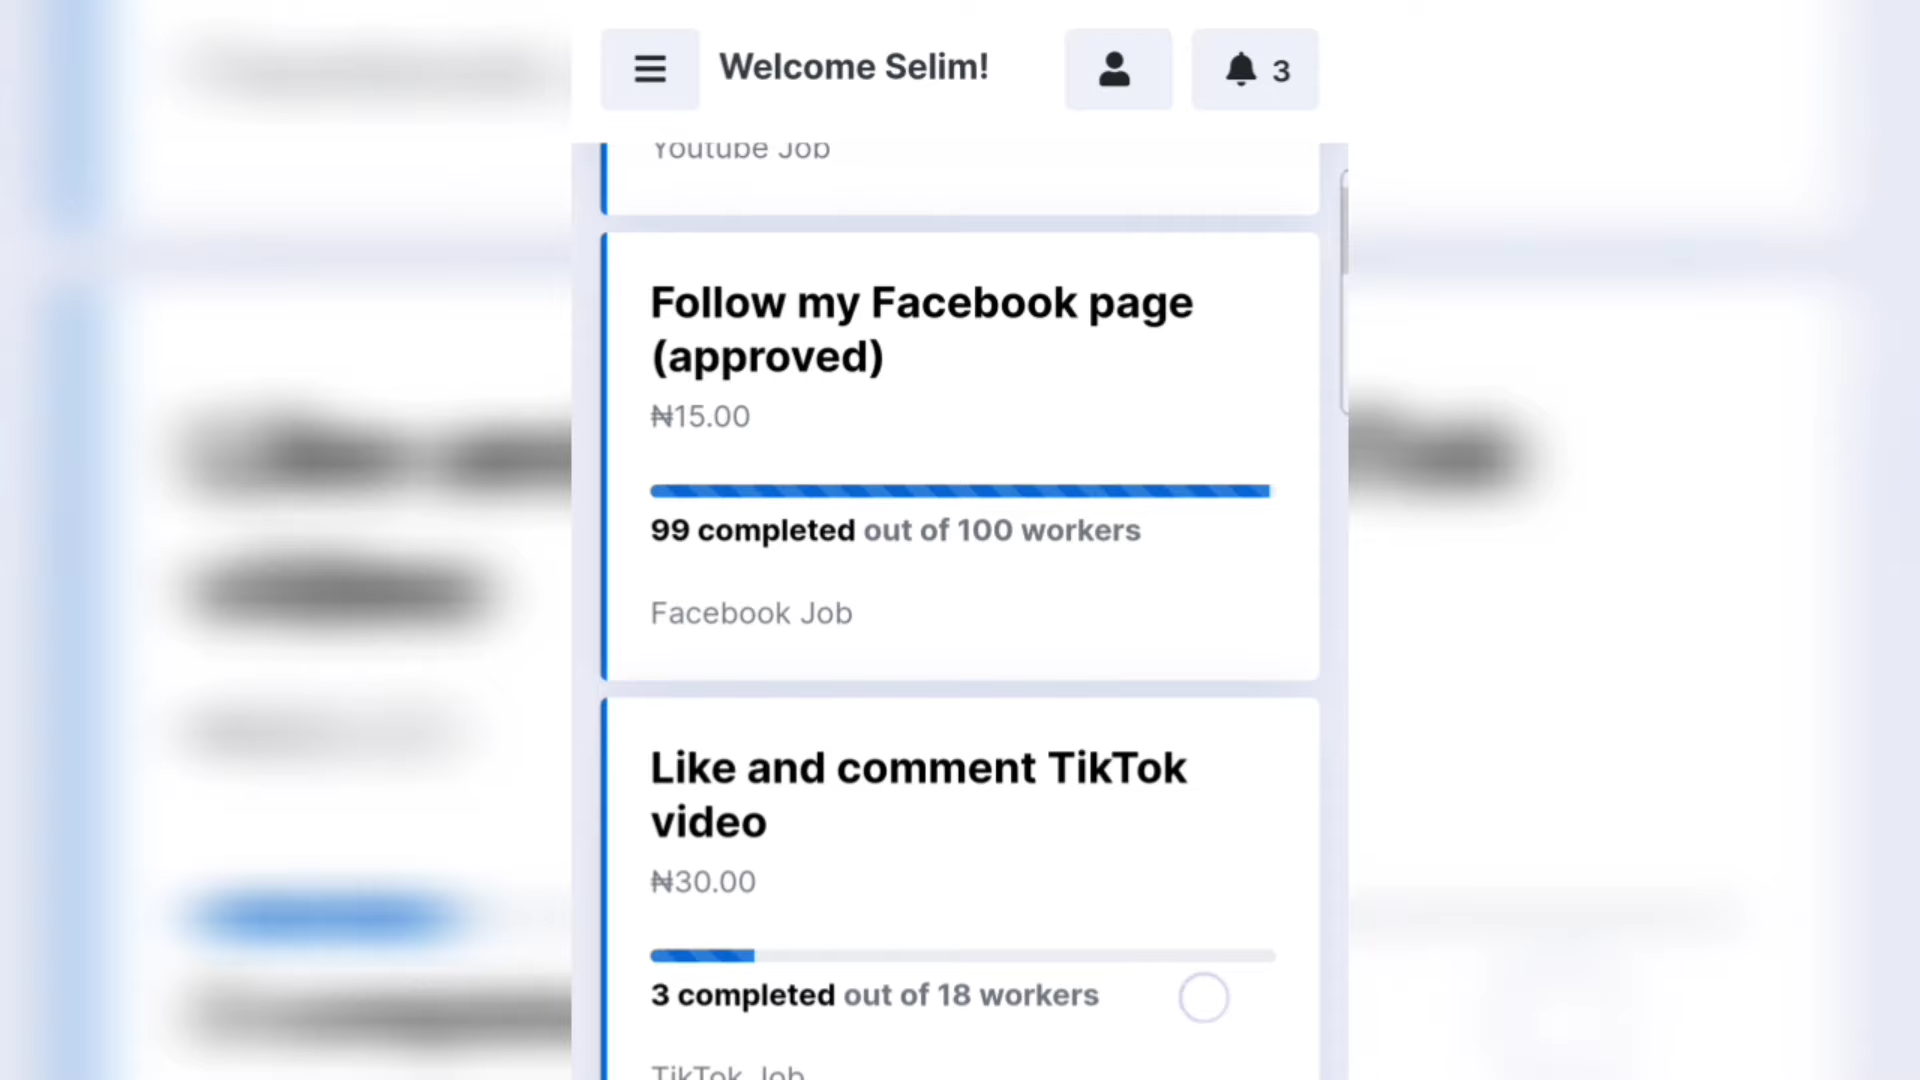 Welcome Selim!
3
Youtube Job
Follow my Facebook page
(approved)
₦15.00
99 completed out of 100 workers
Facebook Job
Like and comment TikTok
video
₦30.00
3 completed out of 18 workers
TikTok Job